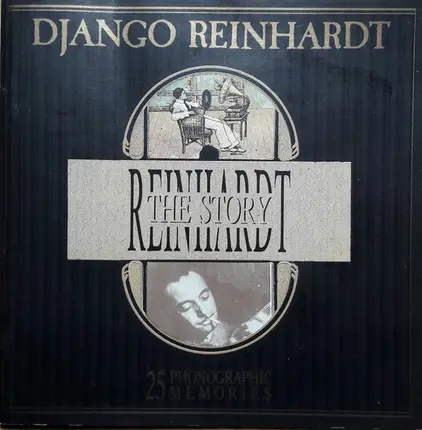 DJANGO REINHARDT
THE STORY
REINHARDT
25 PHONOGRAPHIC
MEMORIES